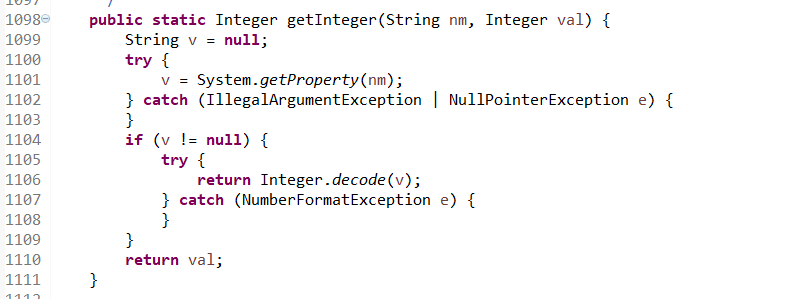 1098 public static Integer getInteger(String nm, Integer val) {
1099 String v = null;
1100 try {
1101 v = System.getProperty(nm);
1102 } catch (IllegalArgumentException | NullPointerException e) {
1103 }
1104 if (v != null) {
1105 try {
1106 return Integer.decode(v);
1107 } catch (NumberFormatException e) {
1108 }
1109 }
1110 return val;
1111 }